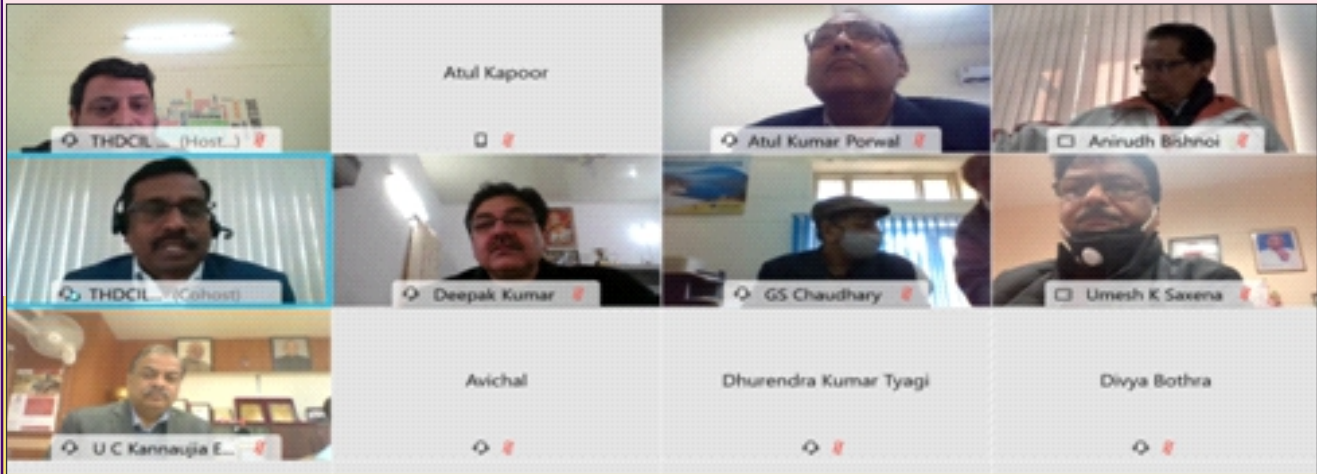 THDCIL ... (Host...)
Atul Kapoor
Atul Kumar Porwal
Anirudh Bishnoi
THDCIL... (Cohost)
Deepak Kumar
GS Chaudhary
Umesh K Saxena
U C Kannaujia E...
Avichal
Dhurendra Kumar Tyagi
Divya Bothra